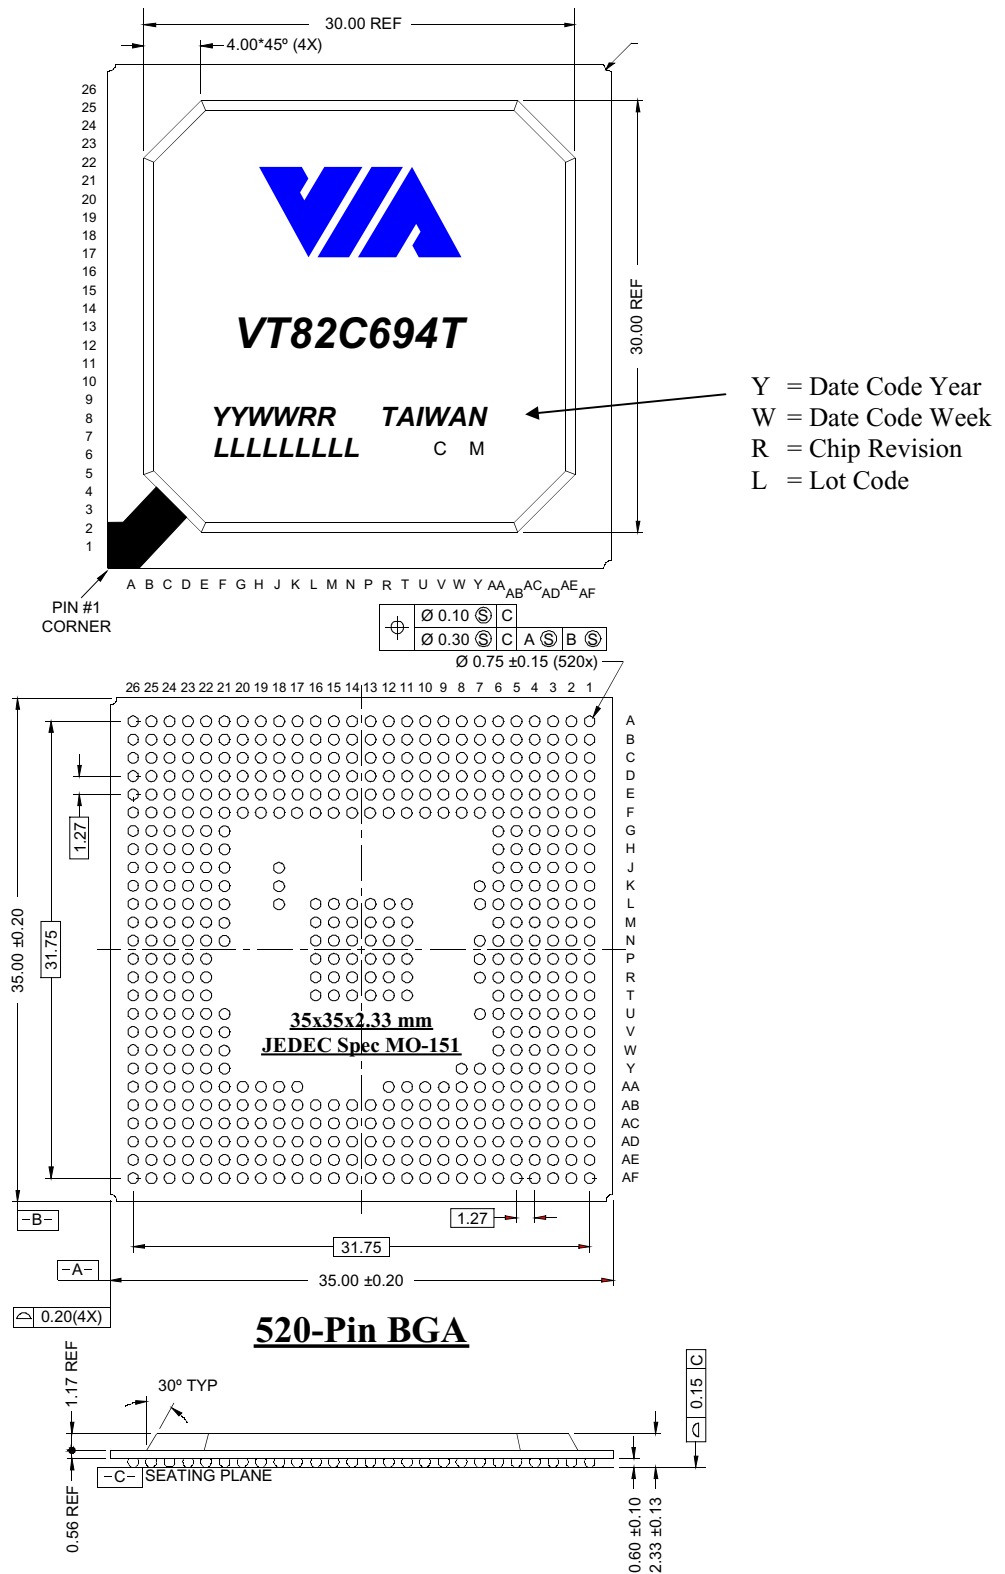 30.00 REF
4.00*45º (4X)
26
25
24
23
22
21
20
19
18
17
16
15
14
13
12
11
10
9
8
7
6
5
4
3
2
1
VIA
VT82C694T
YYWWRR TAIWAN
LLLLLLLLL C M
30.00 REF
Y = Date Code Year
W = Date Code Week
R = Chip Revision
L = Lot Code
A B C D E F G H J K L M N P R T U V W Y AA AB AC AD AE AF
PIN #1
CORNER
Ø 0.10 Ⓢ C
Ø 0.30 Ⓢ C A Ⓢ B Ⓢ
Ø 0.75 ±0.15 (520x)
26 25 24 23 22 21 20 19 18 17 16 15 14 13 12 11 10 9 8 7 6 5 4 3 2 1
A
B
C
D
E
F
G
H
J
K
L
M
N
P
R
T
U
V
W
Y
AA
AB
AC
AD
AE
AF
1.27
31.75
35.00 ±0.20
35x35x2.33 mm
JEDEC Spec MO-151
-B-
1.27
31.75
-A-
35.00 ±0.20
0.20(4X)
520-Pin BGA
1.17 REF
30º TYP
0.15 C
-C- SEATING PLANE
0.56 REF
0.60 ±0.10
2.33 ±0.13